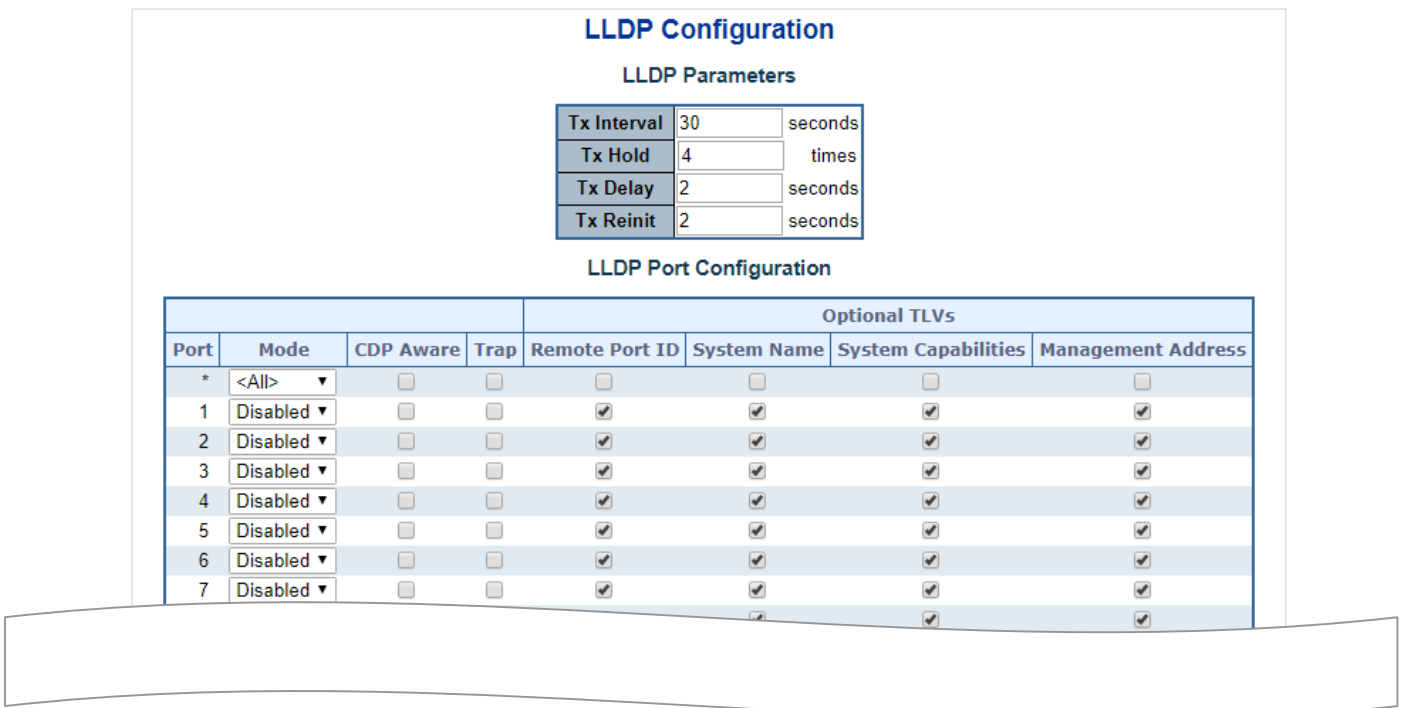 LLDP Configuration
LLDP Parameters
Tx Interval 30 seconds
Tx Hold 4 times
Tx Delay 2 seconds
Tx Reinit 2 seconds
LLDP Port Configuration
Optional TLVs
Port Mode CDP Aware Trap Remote Port ID System Name System Capabilities Management Address
* <All>
1 Disabled
2 Disabled
3 Disabled
4 Disabled
5 Disabled
6 Disabled
7 Disabled